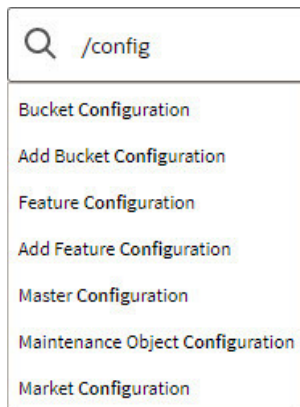 /config
Bucket Configuration
Add Bucket Configuration
Feature Configuration
Add Feature Configuration
Master Configuration
Maintenance Object Configuration
Market Configuration